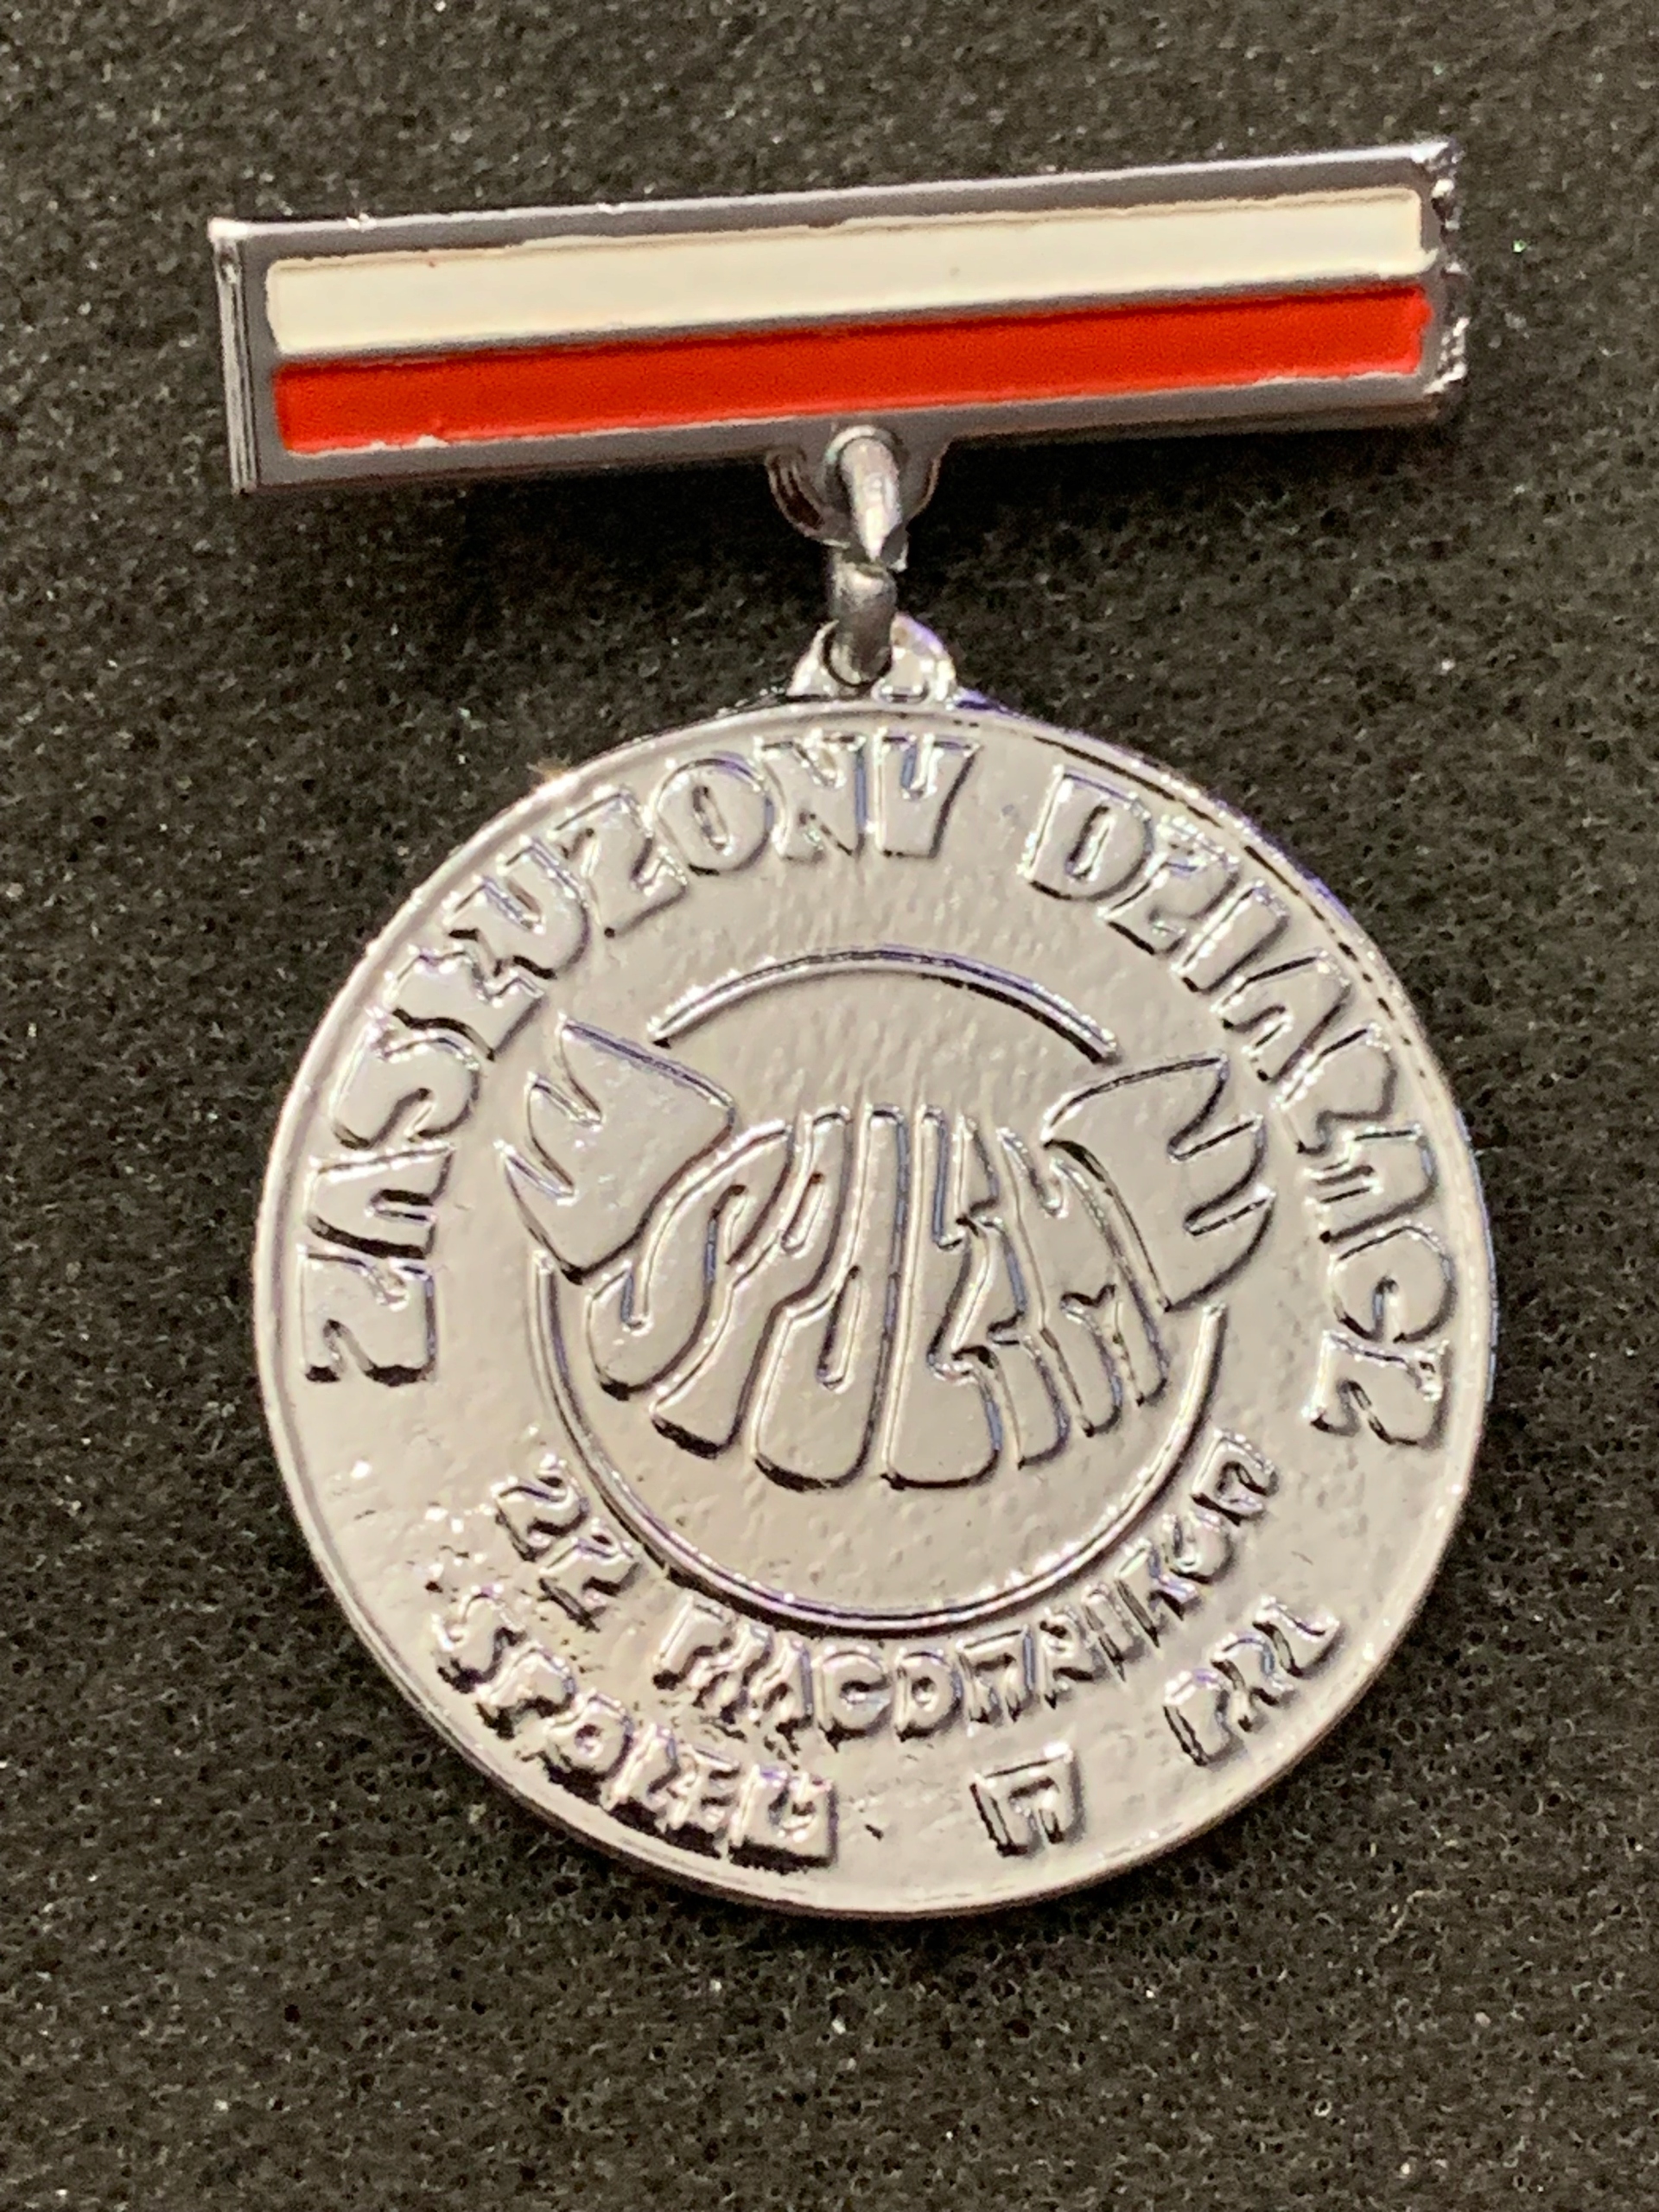 ZASŁUŻONY DZIAŁACZ
SPOŁEM
ZZ PRACOWNIKÓW
SPOŁEM W PRL